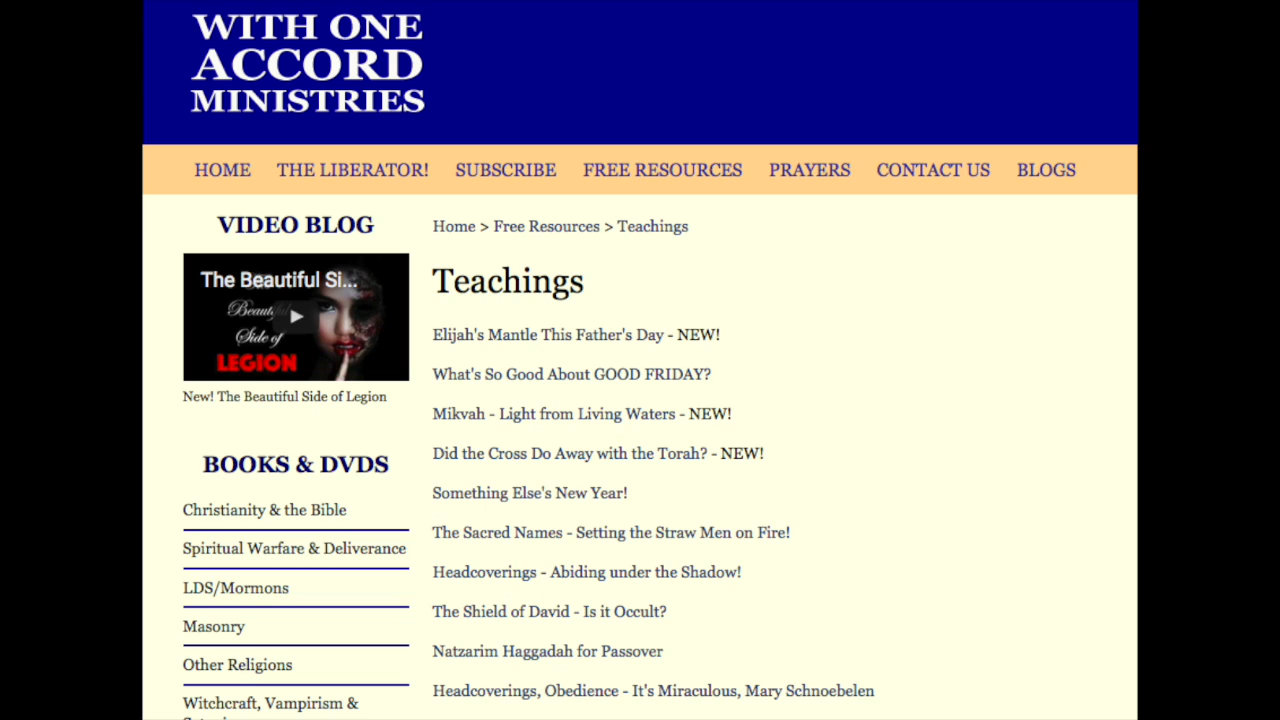 WITH ONE
ACCORD
MINISTRIES
HOME THE LIBERATOR! SUBSCRIBE FREE RESOURCES PRAYERS CONTACT US BLOGS
VIDEO BLOG
The Beautiful Si...
Beautiful
Side of
LEGION
New! The Beautiful Side of Legion
BOOKS & DVDS
Christianity & the Bible
Spiritual Warfare & Deliverance
LDS/Mormons
Masonry
Other Religions
Witchcraft, Vampirism &
Home > Free Resources > Teachings
Teachings
Elijah's Mantle This Father's Day - NEW!
What's So Good About GOOD FRIDAY?
Mikvah - Light from Living Waters - NEW!
Did the Cross Do Away with the Torah? - NEW!
Something Else's New Year!
The Sacred Names - Setting the Straw Men on Fire!
Headcoverings - Abiding under the Shadow!
The Shield of David - Is it Occult?
Natzarim Haggadah for Passover
Headcoverings, Obedience - It's Miraculous, Mary Schnoebelen